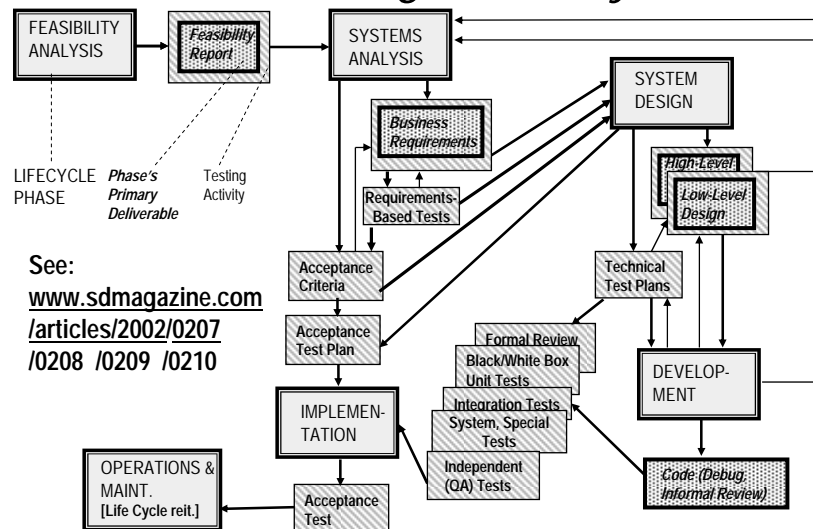 FEASIBILITY
ANALYSIS
Feasibility
Report
SYSTEMS
ANALYSIS
SYSTEM
DESIGN
Business
Requirements
High-Level
Low-Level
Design
LIFECYCLE
PHASE
Phase's
Primary
Deliverable
Testing
Activity
Requirements-
Based Tests
See:
www.sdmagazine.com
/articles/2002/0207
/0208 /0209 /0210
Acceptance
Criteria
Technical
Test Plans
Acceptance
Test Plan
Formal Review
Black/White Box
Unit Tests
Integration Tests
System, Special
Tests
Independent
(QA) Tests
DEVELOP-
MENT
IMPLEMEN-
TATION
Code (Debug,
Informal Review)
OPERATIONS &
MAINT.
[Life Cycle reit.]
Acceptance
Test